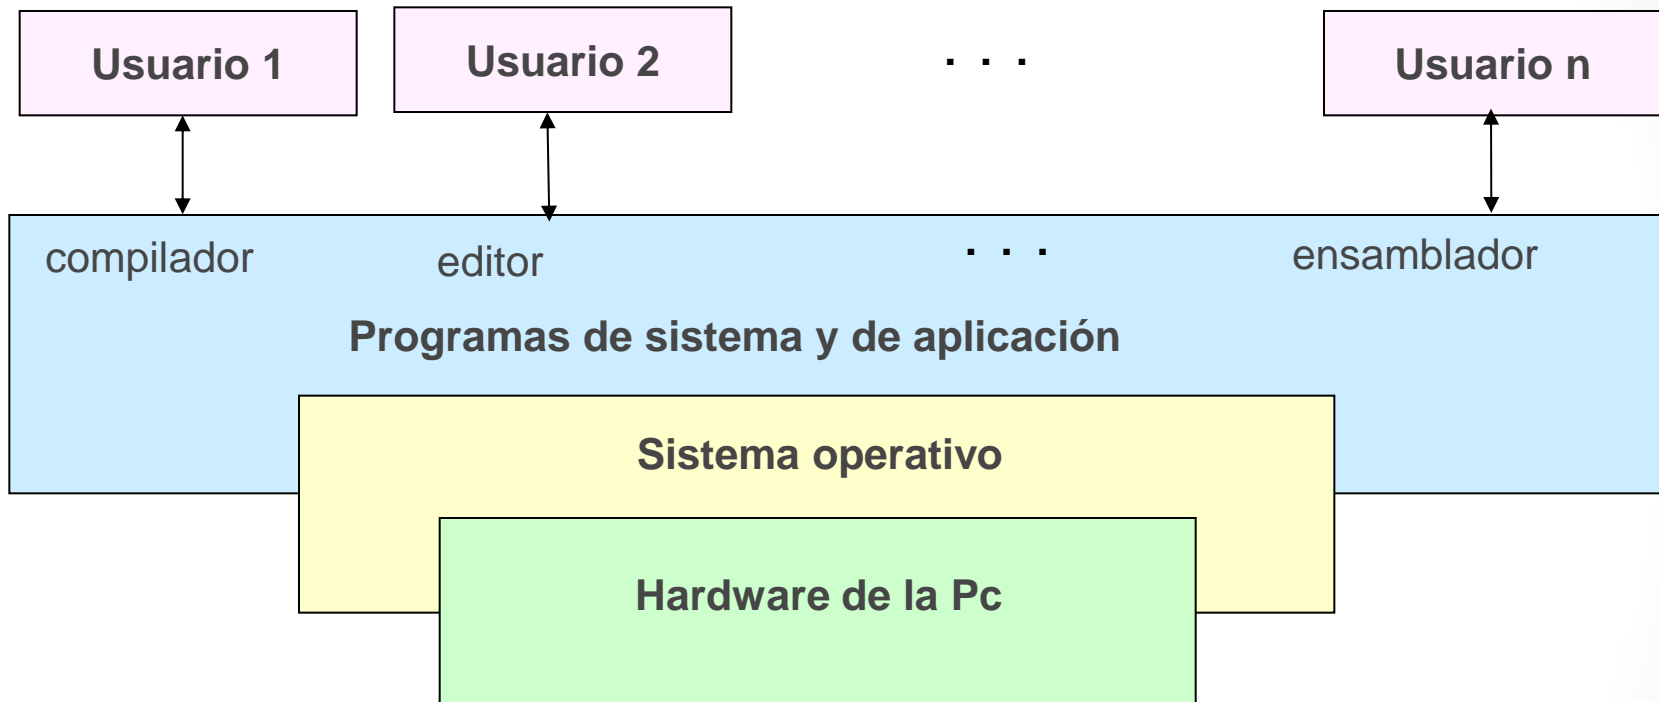 Usuario 1
Usuario 2
. . .
Usuario n
compilador
editor
. . .
ensamblador
Programas de sistema y de aplicación
Sistema operativo
Hardware de la Pc